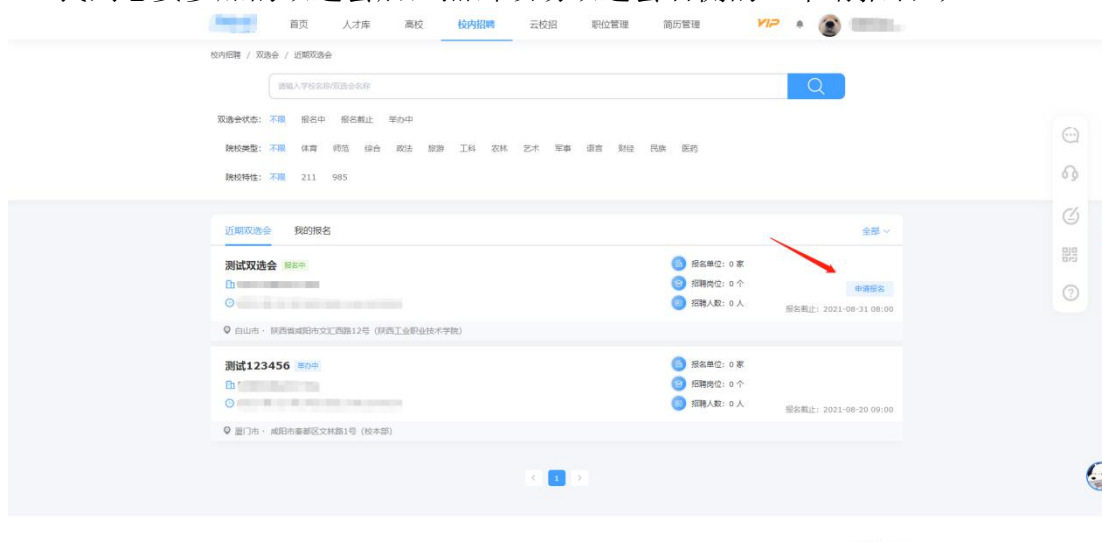 首页 人才库 高校 校内招聘 云校招 职位管理 简历管理 VIP
校内招聘 / 双选会 / 近期双选会
请输入学校名称/双选会名称
双选会状态: 不限 报名中 报名截止 举办中
院校类型: 不限 体育 师范 综合 政法 旅游 工科 农林 艺术 军事 语言 财经 民族 医药
院校特性: 不限 211 985
近期双选会 我的报名 全部
测试双选会 报名中
报名单位: 0 家
招聘岗位: 0 个
招聘人数: 0 人
申请报名
报名截止: 2021-08-31 08:00
白山市· 陕西省咸阳市文汇西路12号 (陕西工业职业技术学院)
测试123456 举办中
报名单位: 0 家
招聘岗位: 0 个
招聘人数: 0 人
报名截止: 2021-08-20 09:00
厦门市· 咸阳市秦都区文林路1号 (校本部)
1